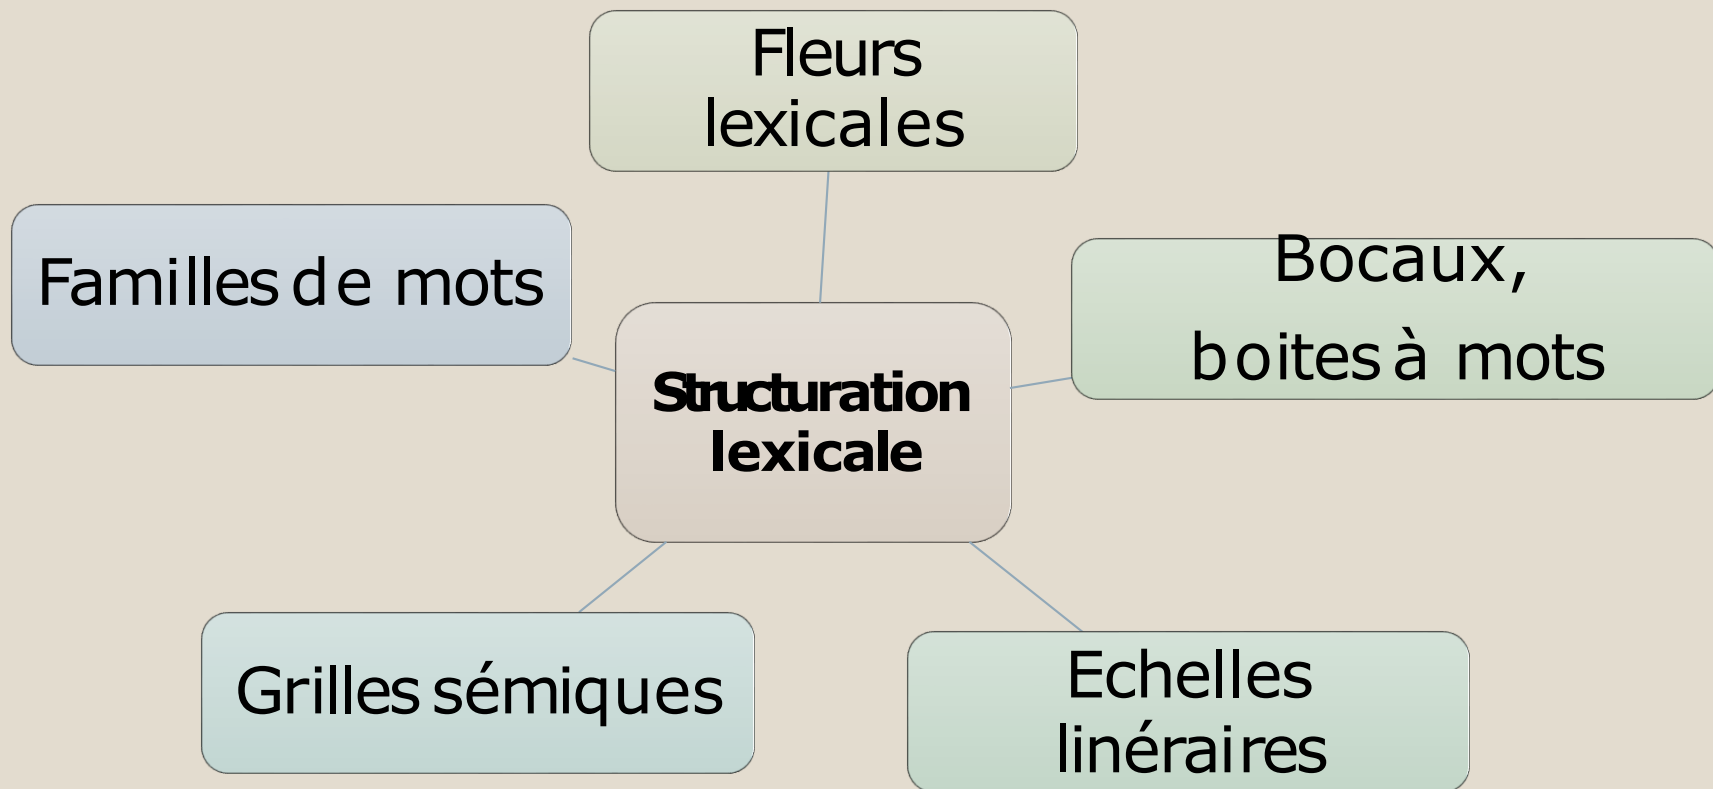 Fleurs
lexicales
Familles de mots
Bocaux,
boites à mots
Structuration
lexicale
Grilles sémiques
Echelles
linéraires